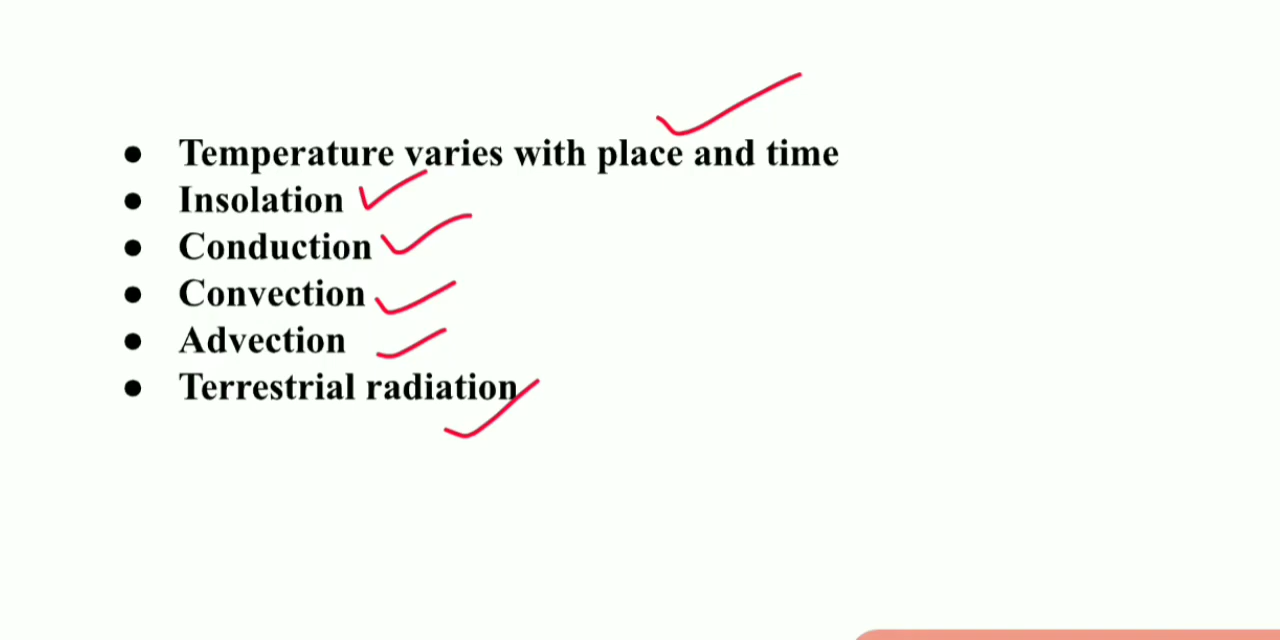 ● Temperature varies with place and time
● Insolation
● Conduction
● Convection
● Advection
● Terrestrial radiation